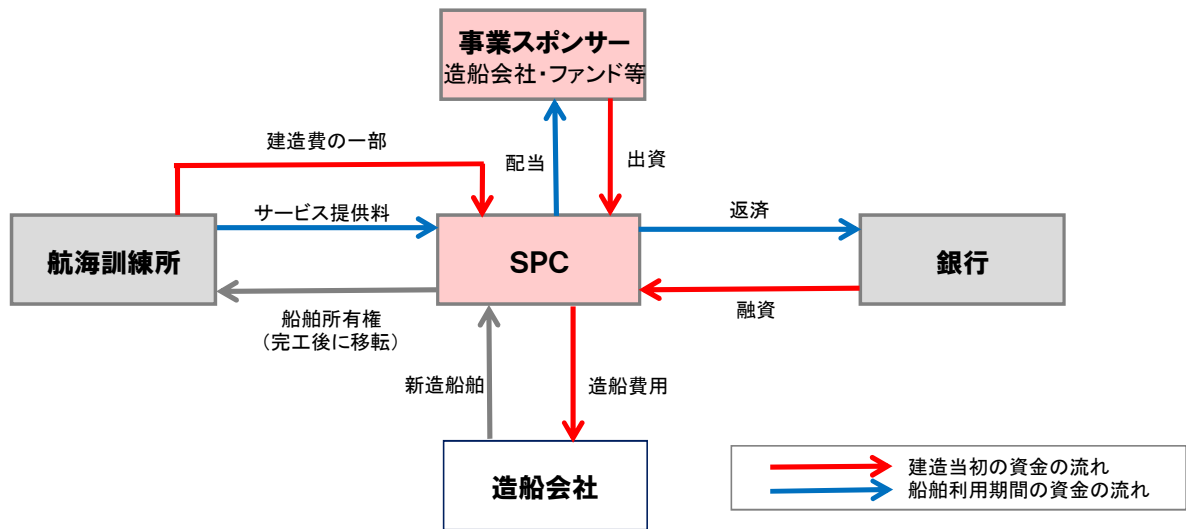 事業スポンサー
造船会社・ファンド等
建造費の一部
配当
出資
サービス提供料
返済
航海訓練所
SPC
銀行
船舶所有権
（完工後に移転）
融資
新造船舶
造船費用
造船会社
建造当初の資金の流れ
船舶利用期間の資金の流れ